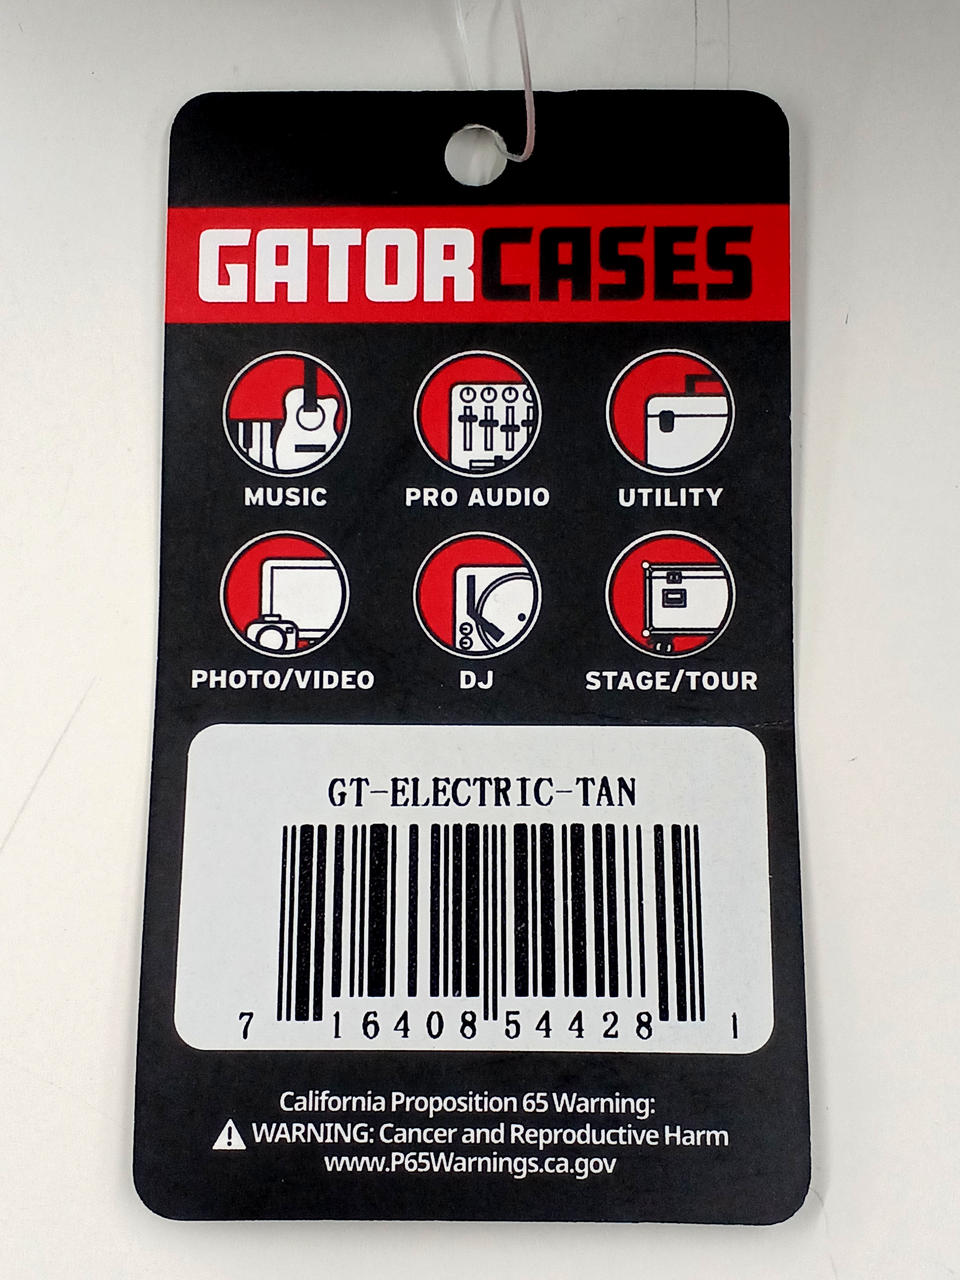 GATORCASES
MUSIC PRO AUDIO UTILITY
PHOTO/VIDEO DJ STAGE/TOUR
GT-ELECTRIC-TAN
7 16408 54428 1
California Proposition 65 Warning:
WARNING: Cancer and Reproductive Harm
www.P65Warnings.ca.gov